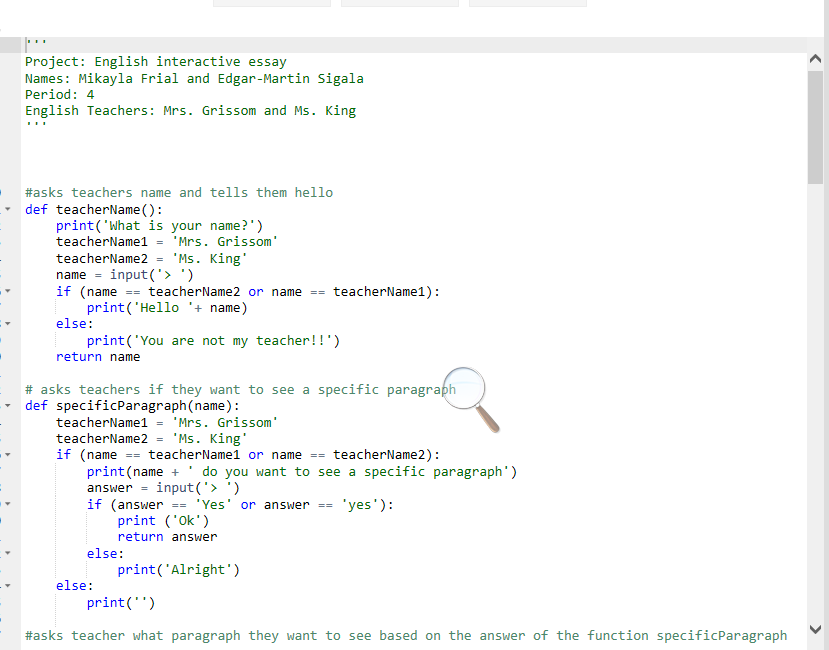 '''
Project: English interactive essay
Names: Mikayla Frial and Edgar-Martin Sigala
Period: 4
English Teachers: Mrs. Grissom and Ms. King
'''
#asks teachers name and tells them hello
def teacherName():
    print('What is your name?')
    teacherName1 = 'Mrs. Grissom'
    teacherName2 = 'Ms. King'
    name = input('> ')
    if (name == teacherName2 or name == teacherName1):
        print('Hello '+ name)
    else:
        print('You are not my teacher!!')
    return name
# asks teachers if they want to see a specific paragraph
def specificParagraph(name):
    teacherName1 = 'Mrs. Grissom'
    teacherName2 = 'Ms. King'
    if (name == teacherName1 or name == teacherName2):
        print(name + ' do you want to see a specific paragraph')
        answer = input('> ')
        if (answer == 'Yes' or answer == 'yes'):
            print ('Ok')
            return answer
        else:
            print('Alright')
    else:
        print('')
#asks teacher what paragraph they want to see based on the answer of the function specificParagraph